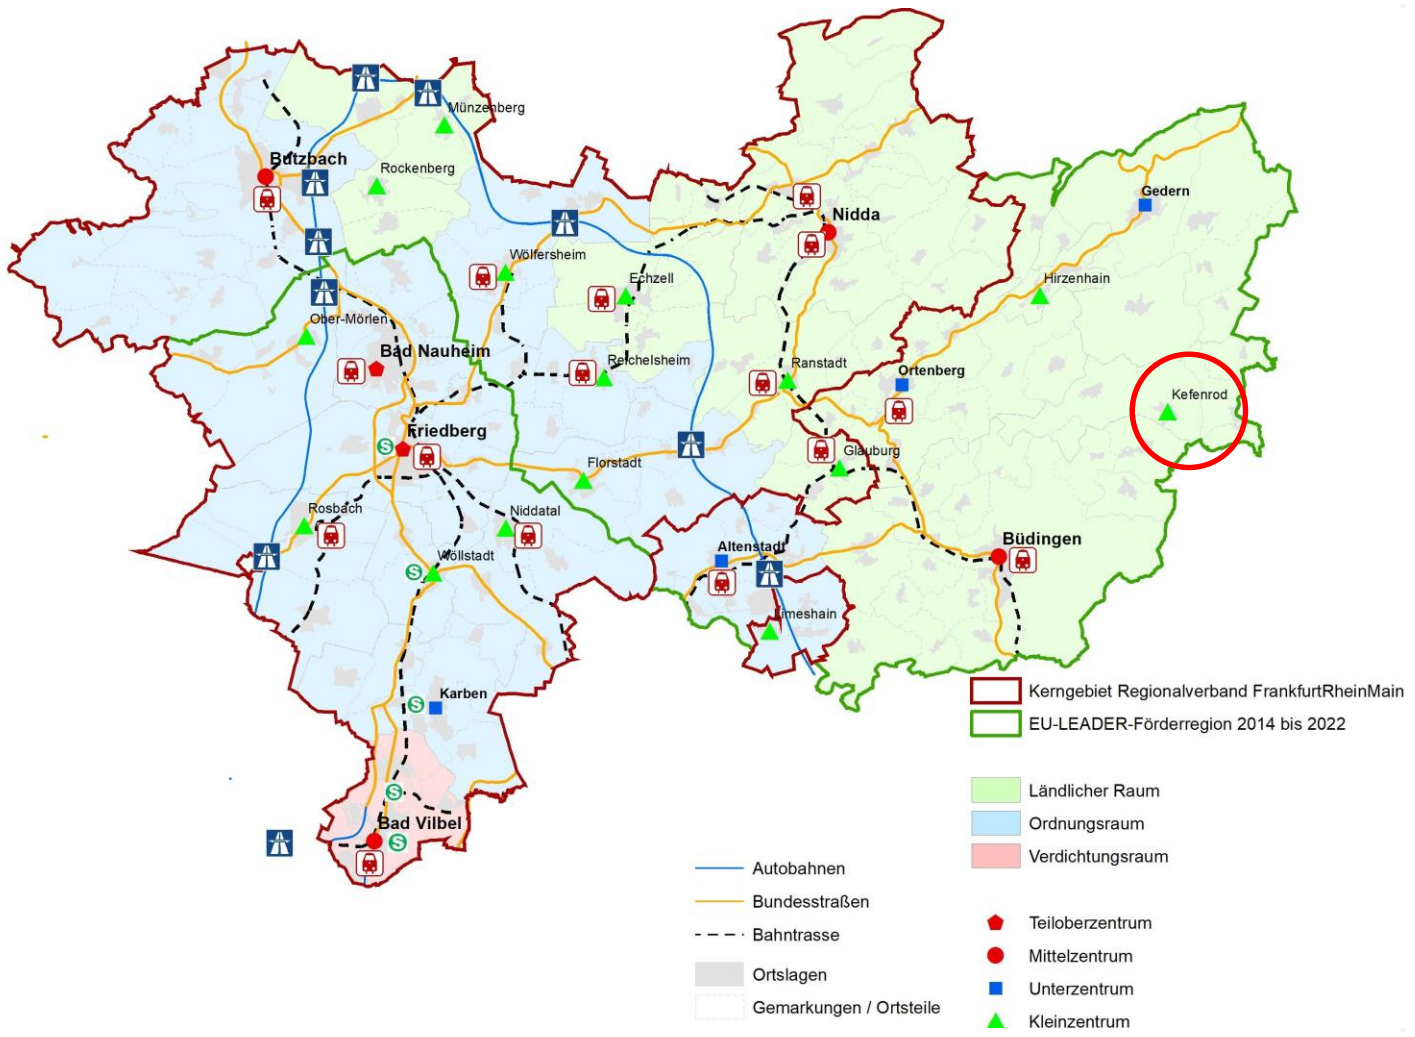 Münzenberg
Butzbach
Rockenberg
Gedern
Nidda
Wölfersheim
Echzell
Hirzenhain
Ober-Mörlen
Bad Nauheim
Reichelsheim
Ranstadt
Ortenberg
Kefenrod
Friedberg
S
Glauburg
Florstadt
Rosbach
Niddatal
Büdingen
Altenstadt
Wöllstadt
S
Limeshain
Karben
S
S
Bad Vilbel
S
Kerngebiet Regionalverband FrankfurtRheinMain
EU-LEADER-Förderregion 2014 bis 2022
Ländlicher Raum
Ordnungsraum
Verdichtungsraum
Autobahnen
Bundesstraßen
Bahntrasse
Ortslagen
Gemarkungen / Ortsteile
Teiloberzentrum
Mittelzentrum
Unterzentrum
Kleinzentrum